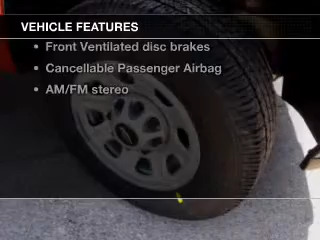 VEHICLE FEATURES
• Front Ventilated disc brakes
• Cancellable Passenger Airbag
• AM/FM stereo